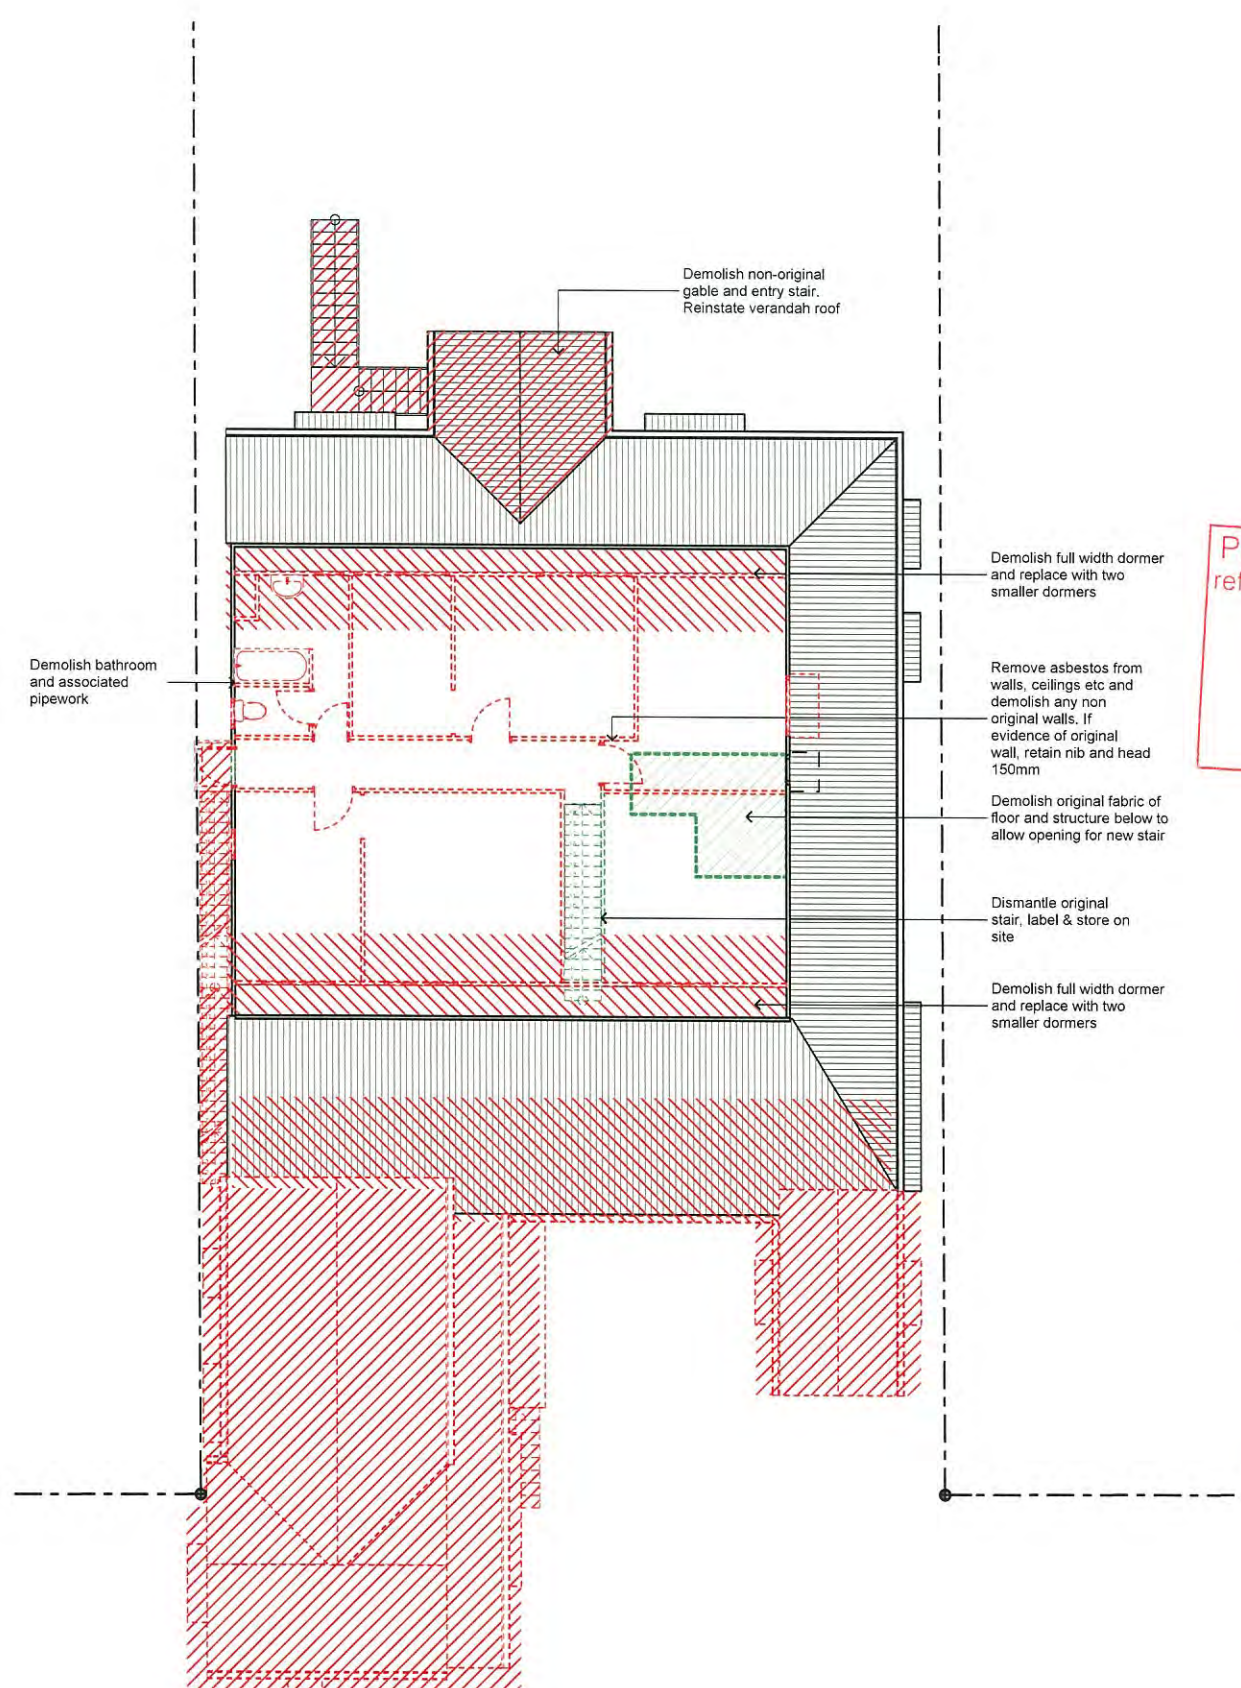 Demolish non-original
gable and entry stair.
Reinstate verandah roof
Demolish full width dormer
and replace with two
smaller dormers
Demolish bathroom
and associated
pipework
Remove asbestos from
walls, ceilings etc and
demolish any non
original walls. If
evidence of original
wall, retain nib and head
150mm
Demolish original fabric of
floor and structure below to
allow opening for new stair
Dismantle original
stair, label & store on
site
Demolish full width dormer
and replace with two
smaller dormers